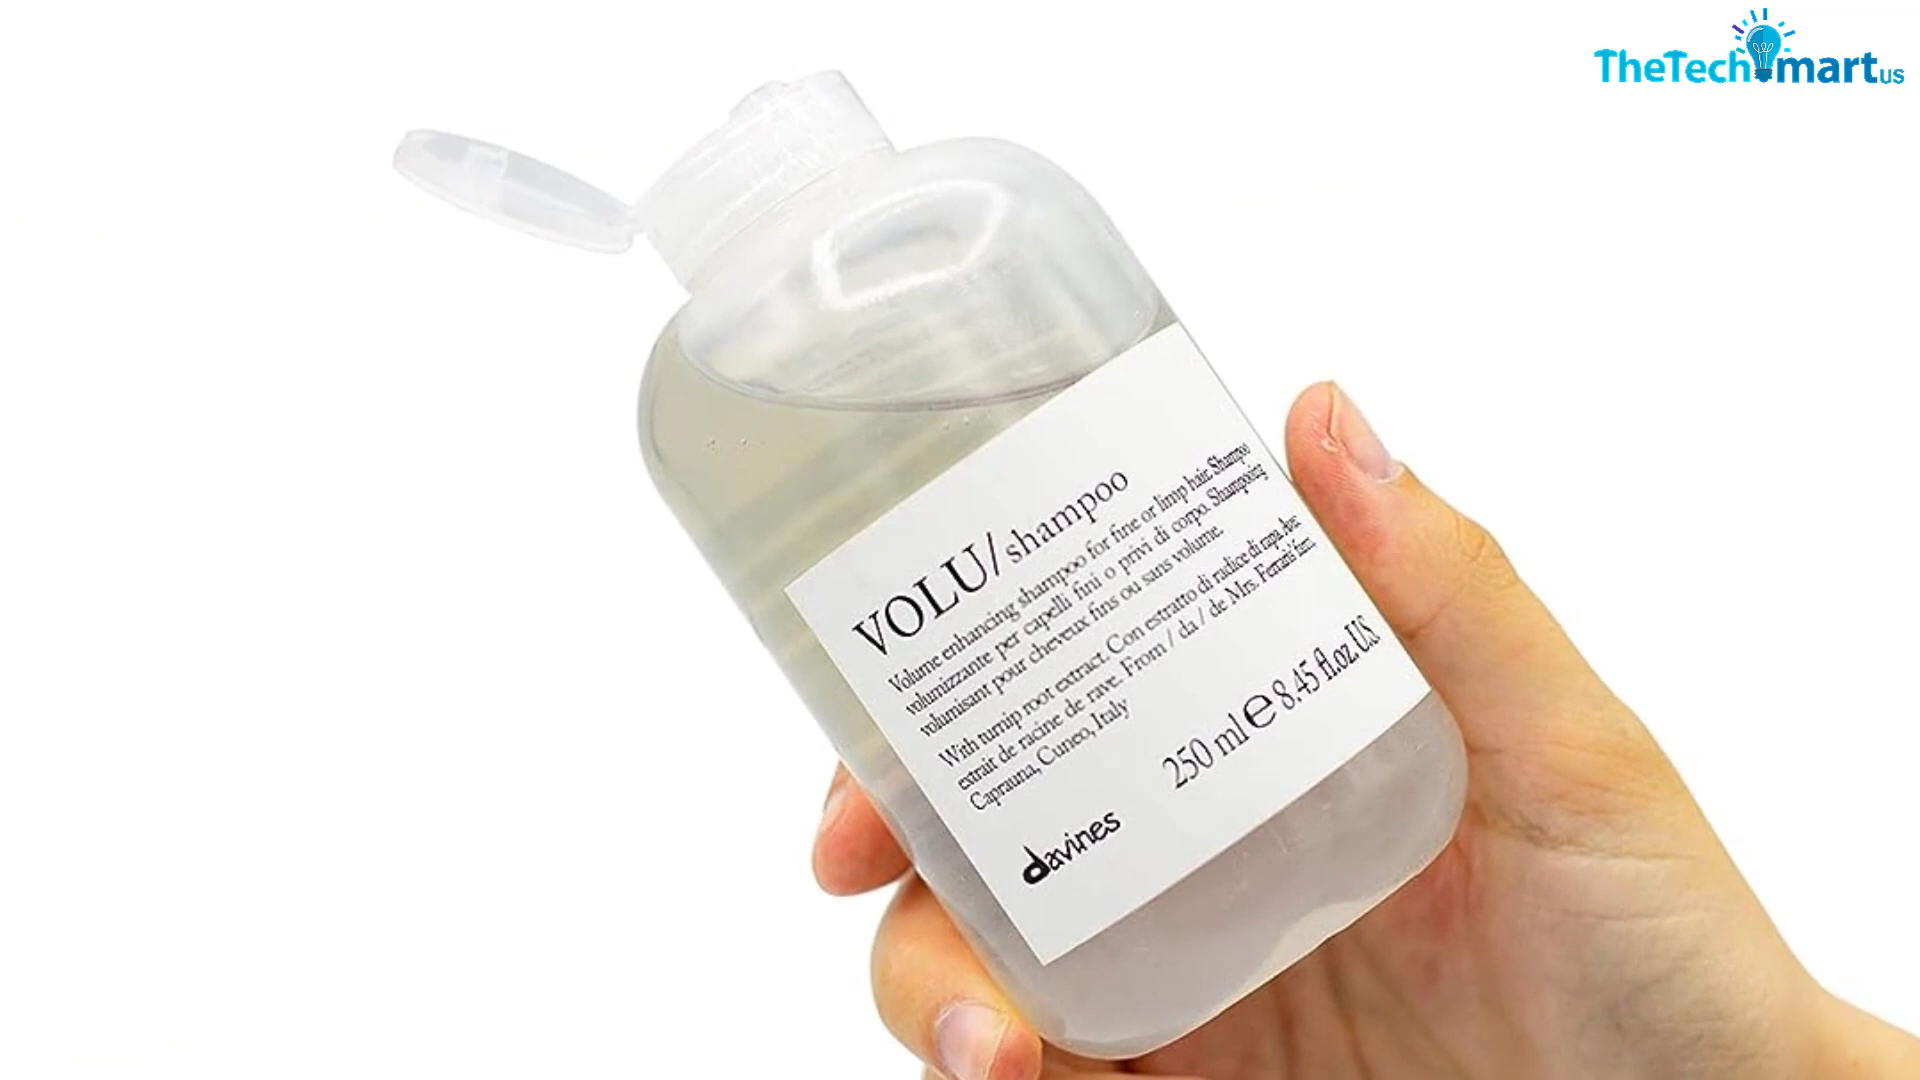 TheTechmart US
VOLU/shampoo
Volume enhancing shampoo for fine or limp hair. Shampoo
volumizzante per capelli fini o privi di corpo. Shampoing
volumisant pour cheveux fins ou sans volume.
With turnip root extract. Con estratto di radice di rapa. Avec
extrait de racine de rave. From / da / de Mrs. Ferraris' farm,
Caprauna, Cuneo, Italy
250 ml e 8.45 fl.oz.U.S
davines